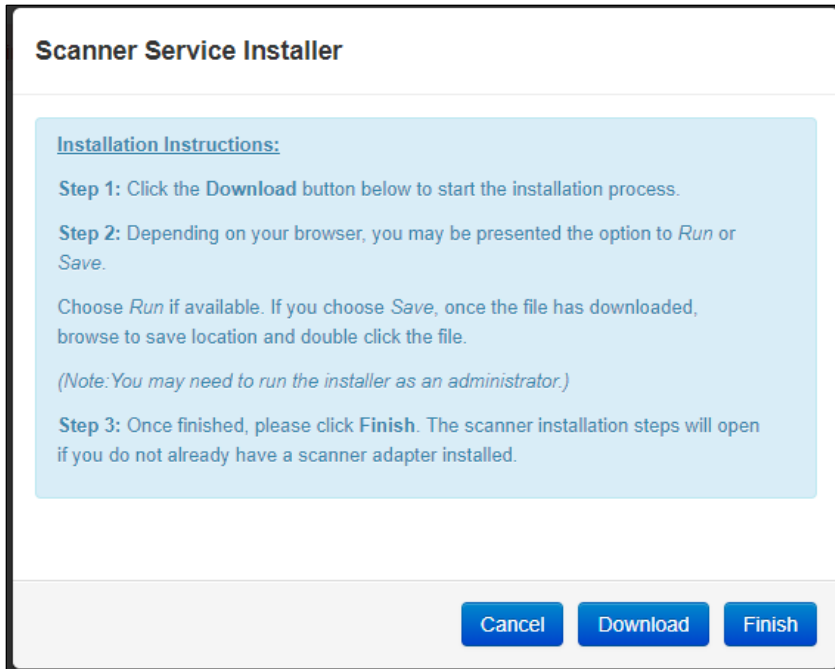 Scanner Service Installer
Installation Instructions:
Step 1: Click the Download button below to start the installation process.
Step 2: Depending on your browser, you may be presented the option to Run or
Save.
Choose Run if available. If you choose Save, once the file has downloaded,
browse to save location and double click the file.
(Note:You may need to run the installer as an administrator.)
Step 3: Once finished, please click Finish. The scanner installation steps will open
if you do not already have a scanner adapter installed.
Cancel Download Finish